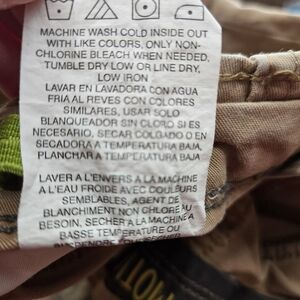 MACHINE WASH COLD INSIDE OUT
WITH LIKE COLORS, ONLY NON-
CHLORINE BLEACH WHEN NEEDED,
TUMBLE DRY LOW OR LINE DRY,
LOW IRON
LAVAR EN LAVADORA CON AGUA
FRIA AL REVES CON COLORES
SIMILARES, USAR SOLO
BLANQUEADOR SIN CLORO SI ES
NECESARIO, SECAR COLGADO O EN
SECADORA A TEMPERATURA BAJA,
PLANCHAR A TEMPERATURA BAJA
LAVER A L'ENVERS A LA MACHINE
A L'EAU FROIDE AVEC COULEURS
SEMBLABLES, AGENT DE
BLANCHIMENT NON CHLORE AU
BESOIN, SECHER A LA MACHINE A
BASSE TEMPERATURE OU
SUSPENDRE POUR SECHER